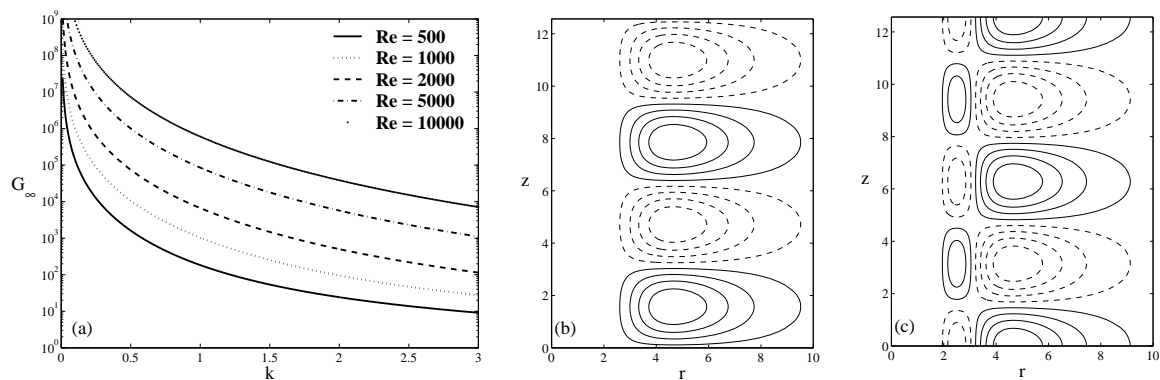 10^9
10^8
10^7
10^6
10^5
10^4
10^3
10^2
10^1
10^0
G_∞
0 0.5 1 1.5 2 2.5 3
k
(a)
Re = 500
Re = 1000
Re = 2000
Re = 5000
Re = 10000
12
10
8
6
4
2
0
z
0 2 4 6 8 10
r
(b)
12
10
8
6
4
2
0
z
0 2 4 6 8 10
r
(c)